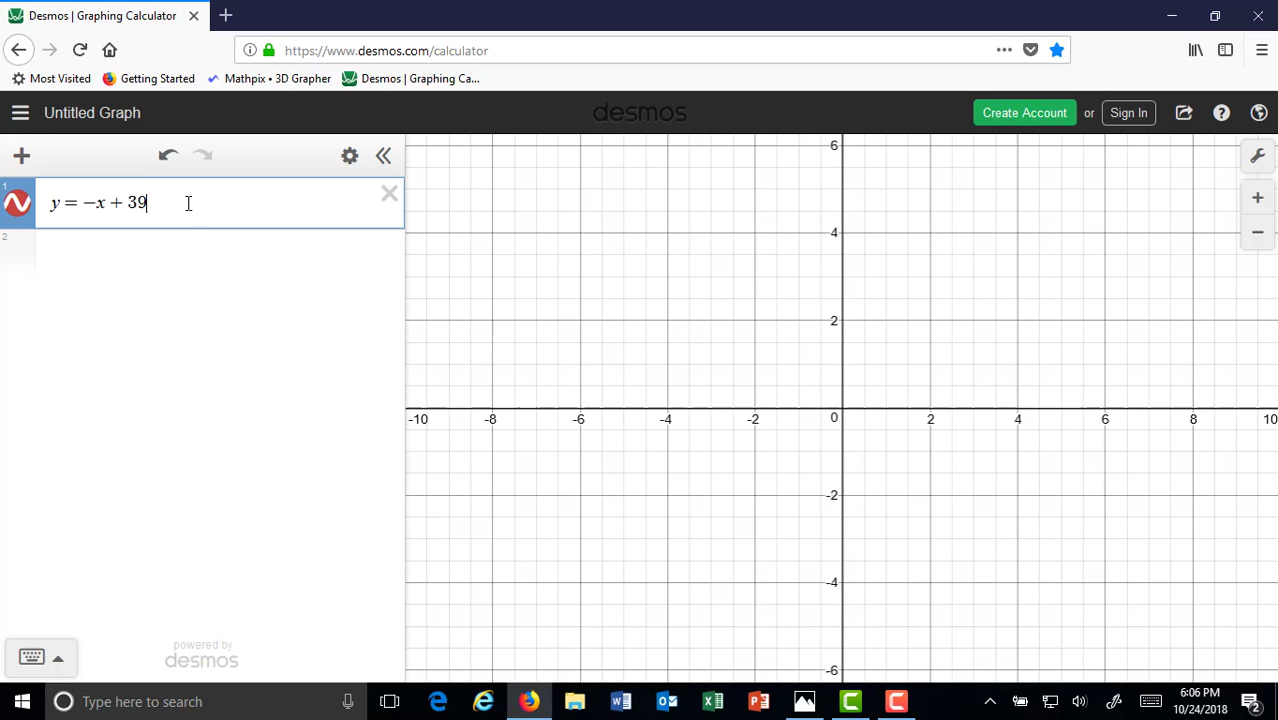 Desmos | Graphing Calculator
https://www.desmos.com/calculator
Most Visited
Getting Started
Mathpix • 3D Grapher
Desmos | Graphing Ca...
Untitled Graph
desmos
Create Account
or
Sign In
1
y = −x + 39
2
6
4
2
-10
-8
-6
-4
-2
0
2
4
6
8
10
-2
-4
-6
powered by
desmos
Type here to search
6:06 PM
10/24/2018
2